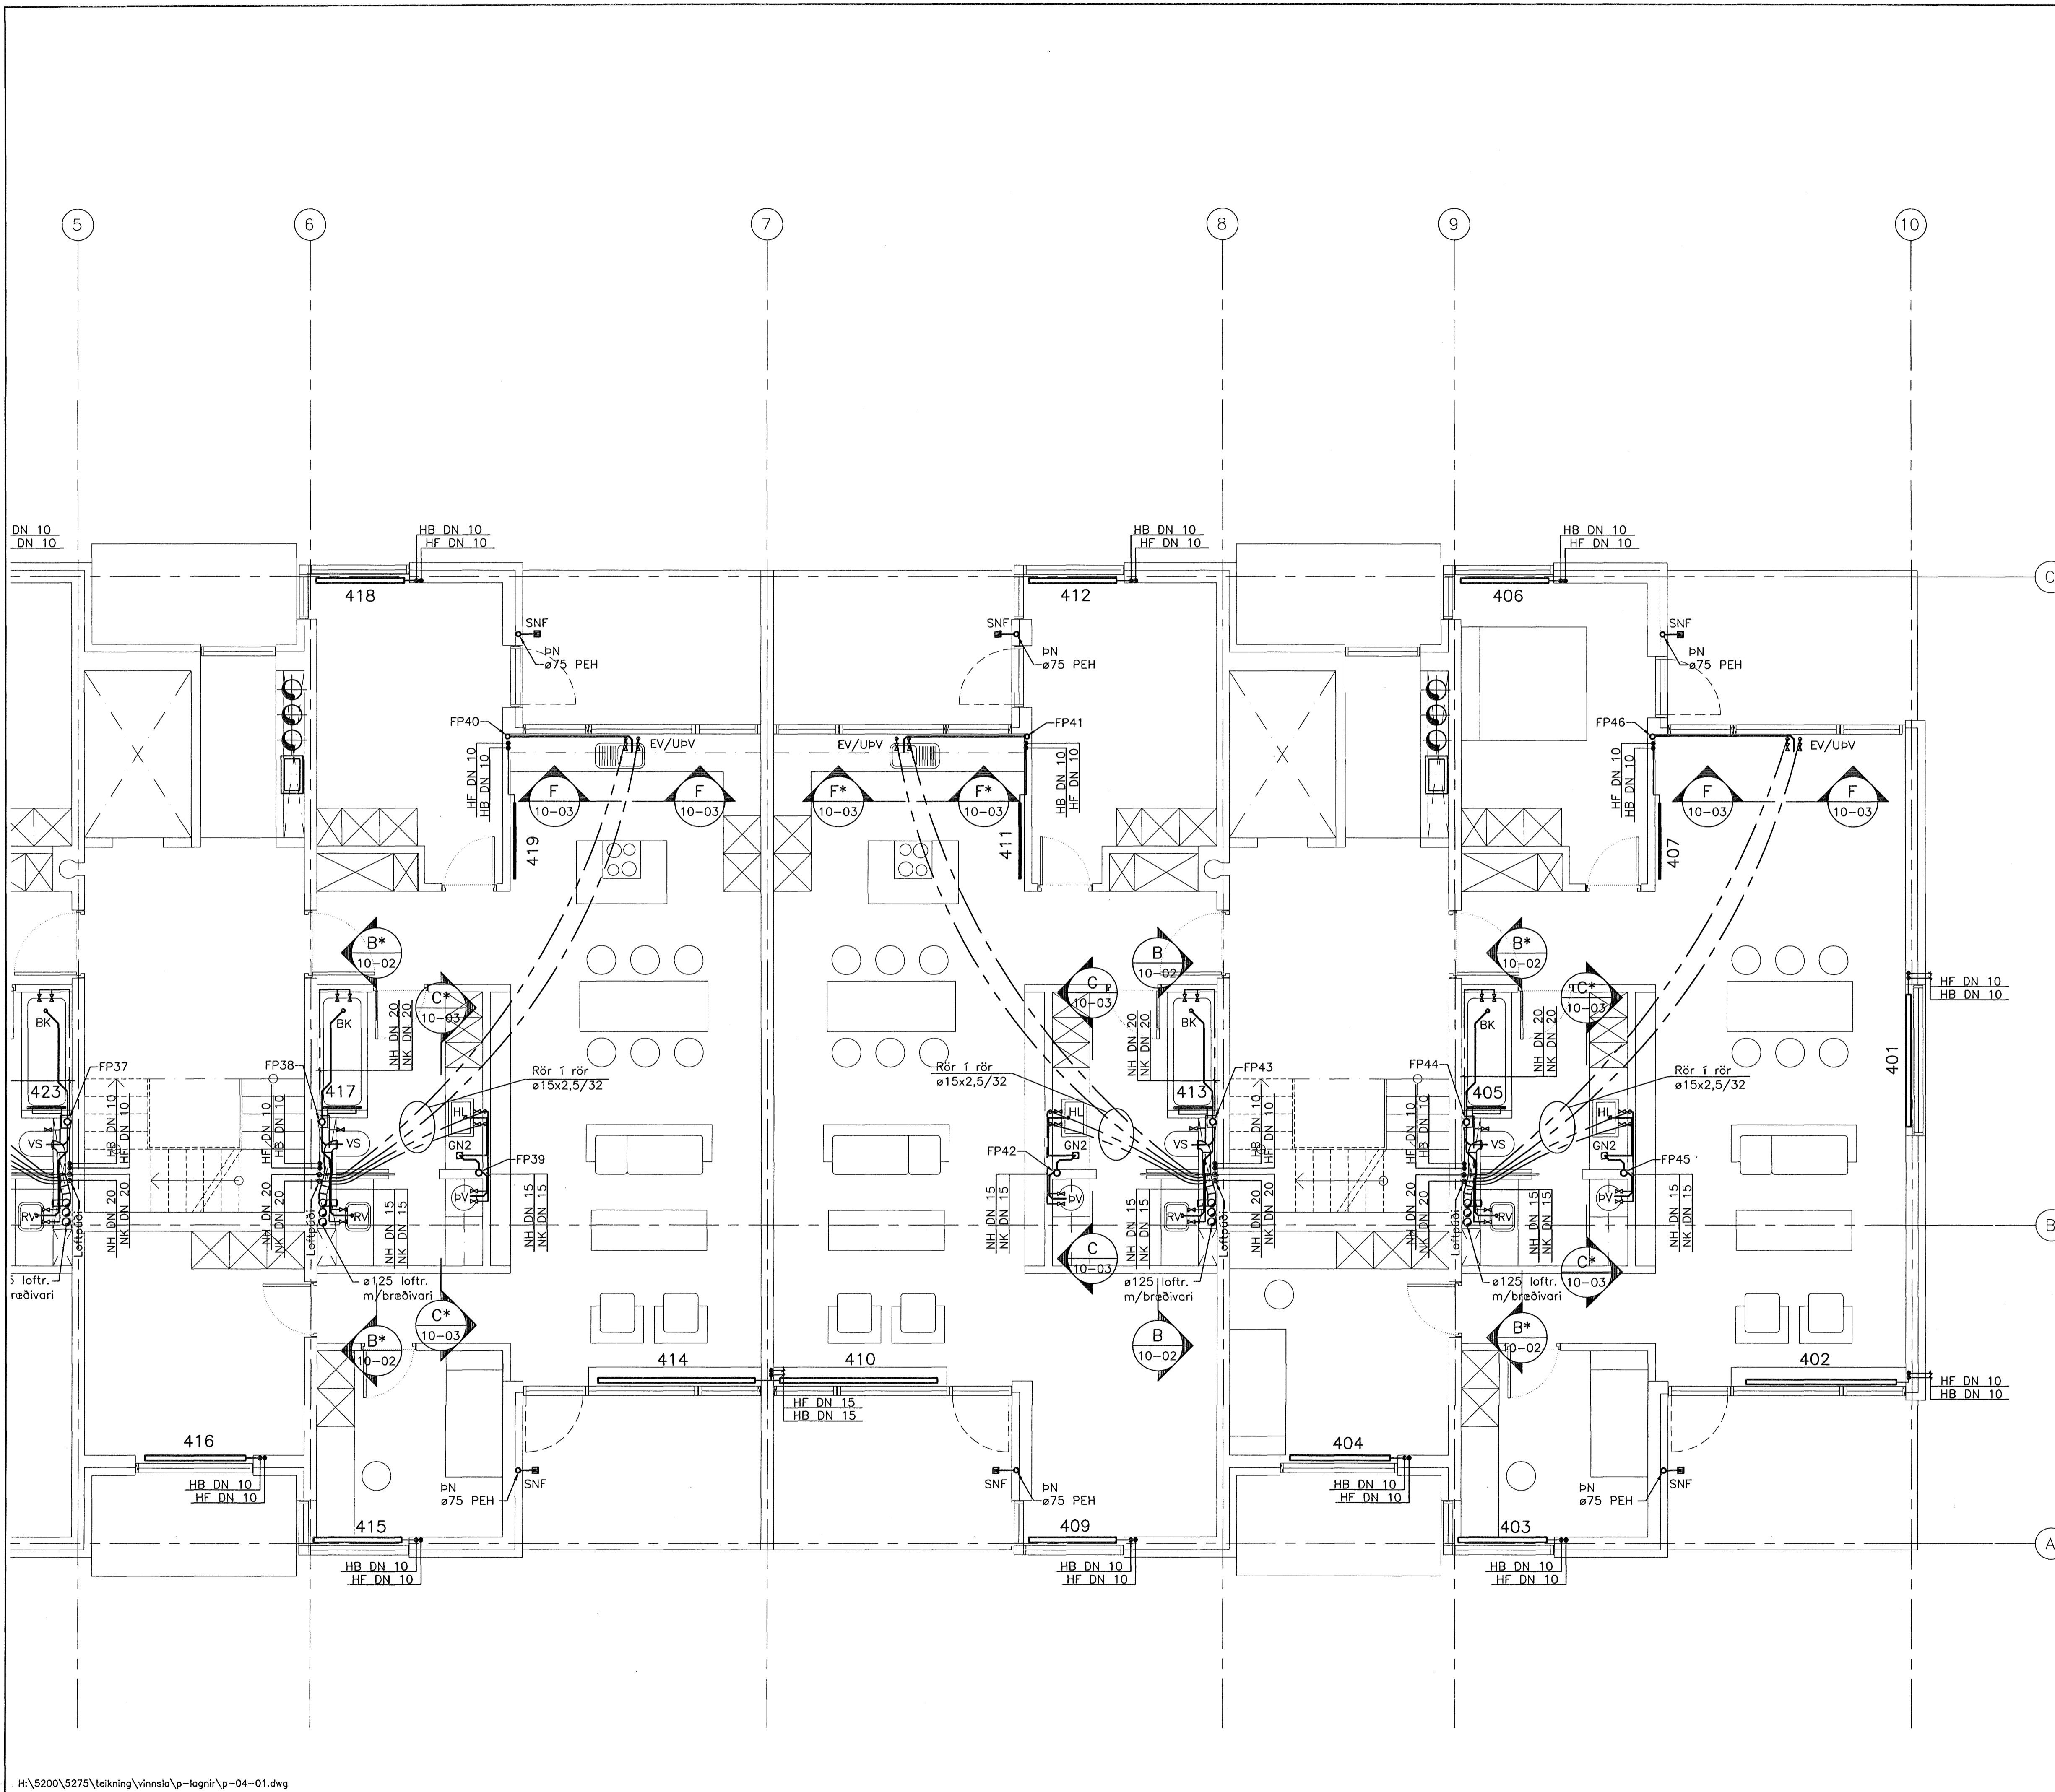 5
6
7
8
9
10
DN 10
DN 10
HB DN 10
HF DN 10
HB DN 10
HF DN 10
HB DN 10
HF DN 10
C
418
412
406
SNF
ÞN
ø75 PEH
SNF
ÞN
ø75 PEH
SNF
ÞN
ø75 PEH
FP40
EV/UÞV
EV/UÞV
FP41
FP46
EV/UÞV
HF DN 10
HB DN 10
HB DN 10
HF DN 10
HF DN 10
HB DN 10
F
10-03
F
10-03
F*
10-03
F*
10-03
F
10-03
F
10-03
419
411
407
B*
10-02
B
10-02
B*
10-02
C*
10-03
C
10-03
C*
10-03
HF DN 10
HB DN 10
BK
BK
BK
BK
NH DN 20
NK DN 20
NH DN 20
NK DN 20
NH DN 20
NK DN 20
401
FP37
FP38
Rör í rör
ø15x2,5/32
Rör í rör
ø15x2,5/32
FP43
FP44
Rör í rör
ø15x2,5/32
423
417
413
405
HB DN 10
HF DN 10
HF DN 10
HB DN 10
HB DN 10
HF DN 10
HF DN 10
HB DN 10
HL
HL
HL
VS
VS
VS
VS
GN2
GN2
GN2
FP39
FP42
FP45
ÞV
ÞV
ÞV
RV
RV
RV
RV
NH DN 20
NK DN 20
NH DN 20
NK DN 20
NH DN 15
NK DN 15
NH DN 15
NK DN 15
NH DN 15
NK DN 15
NH DN 15
NK DN 15
NH DN 20
NK DN 20
NH DN 20
NK DN 20
NH DN 15
NK DN 15
NH DN 15
NK DN 15
B
Loftpúði
Loftpúði
Loftpúði
Loftpúði
loftr.
ø125 loftr.
m/bræðivari
ø125 loftr.
m/bræðivari
ø125 loftr.
m/bræðivari
C
10-03
C*
10-03
C*
10-03
B*
10-02
B
10-02
B*
10-02
414
410
402
HF DN 15
HB DN 15
HF DN 10
HB DN 10
416
404
HB DN 10
HF DN 10
HB DN 10
HF DN 10
ÞN
ø75 PEH
SNF
SNF
ÞN
ø75 PEH
ÞN
ø75 PEH
SNF
415
409
403
A
HB DN 10
HF DN 10
HB DN 10
HF DN 10
HB DN 10
HF DN 10
H:\5200\5275\teikning\vinnsla\p-lagnir\p-04-01.dwg